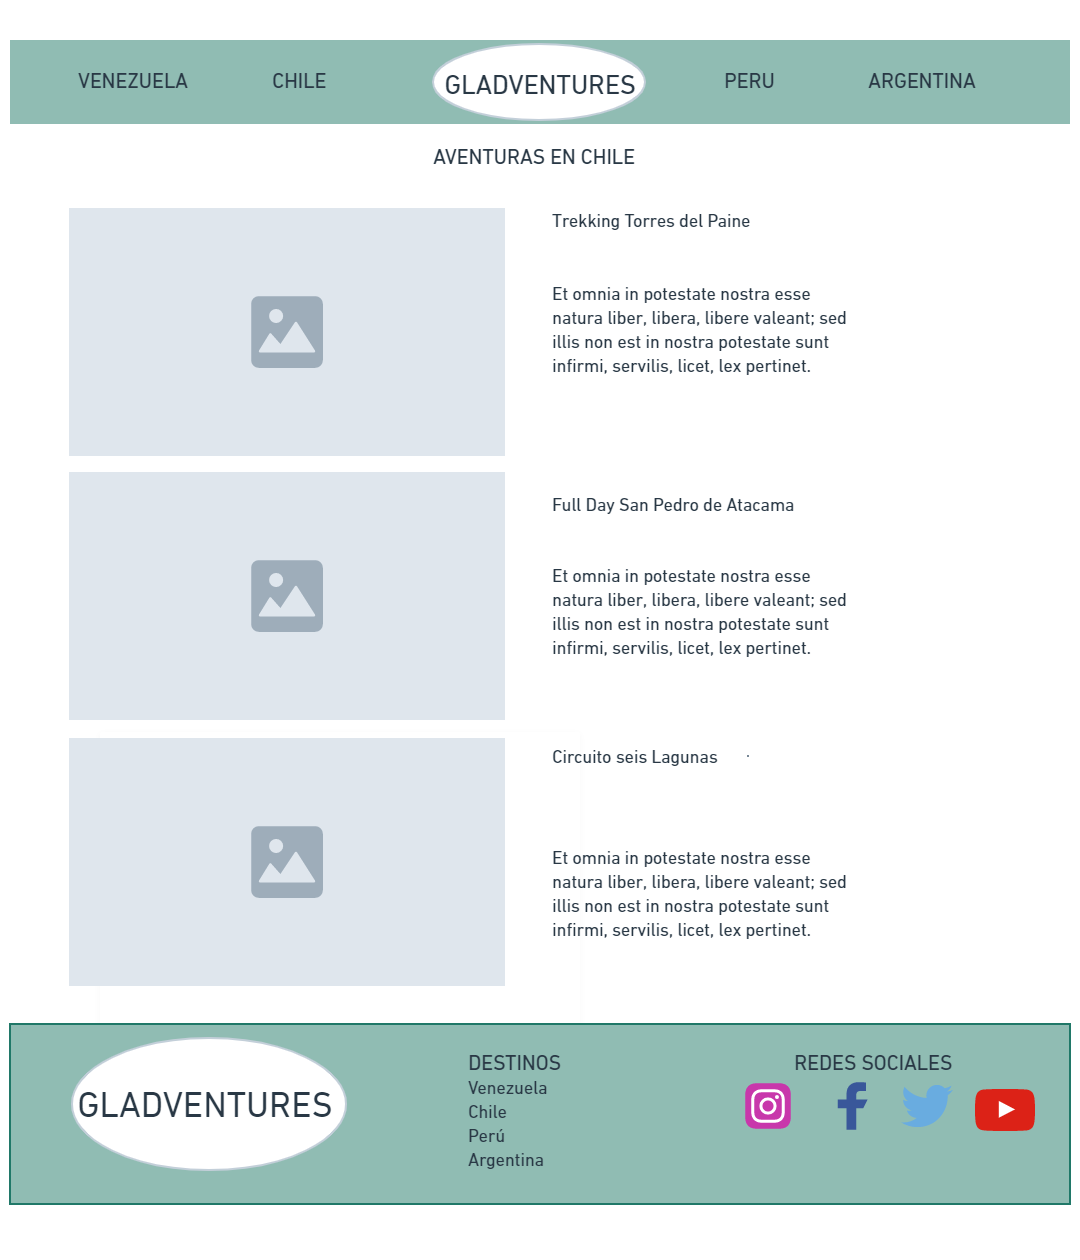 VENEZUELA CHILE GLADVENTURES PERU ARGENTINA
AVENTURAS EN CHILE
Trekking Torres del Paine
Et omnia in potestate nostra esse
natura liber, libera, libere valeant; sed
illis non est in nostra potestate sunt
infirmi, servilis, licet, lex pertinet.
Full Day San Pedro de Atacama
Et omnia in potestate nostra esse
natura liber, libera, libere valeant; sed
illis non est in nostra potestate sunt
infirmi, servilis, licet, lex pertinet.
Circuito seis Lagunas
Et omnia in potestate nostra esse
natura liber, libera, libere valeant; sed
illis non est in nostra potestate sunt
infirmi, servilis, licet, lex pertinet.
GLADVENTURES
DESTINOS
Venezuela
Chile
Perú
Argentina
REDES SOCIALES